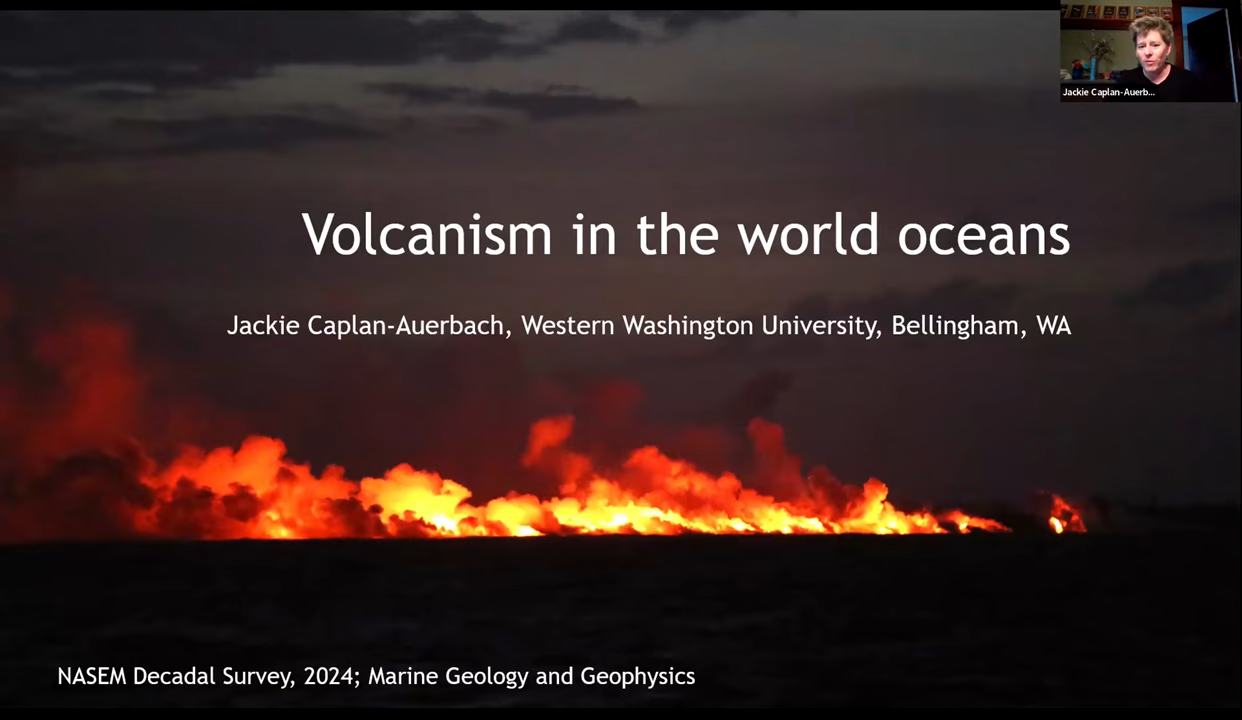 Jackie Caplan-Auerb...
Volcanism in the world oceans
Jackie Caplan-Auerbach, Western Washington University, Bellingham, WA
NASEM Decadal Survey, 2024; Marine Geology and Geophysics